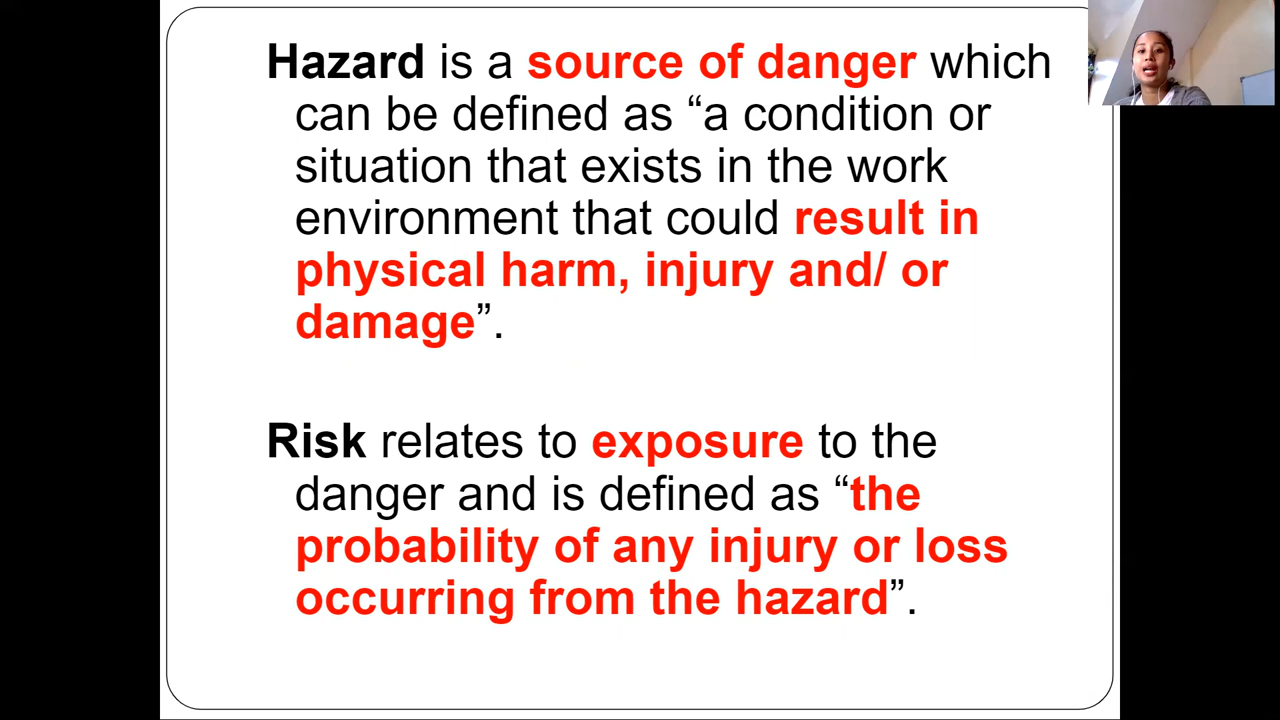 Hazard is a source of danger which
can be defined as “a condition or
situation that exists in the work
environment that could result in
physical harm, injury and/ or
damage”.
Risk relates to exposure to the
danger and is defined as “the
probability of any injury or loss
occurring from the hazard”.